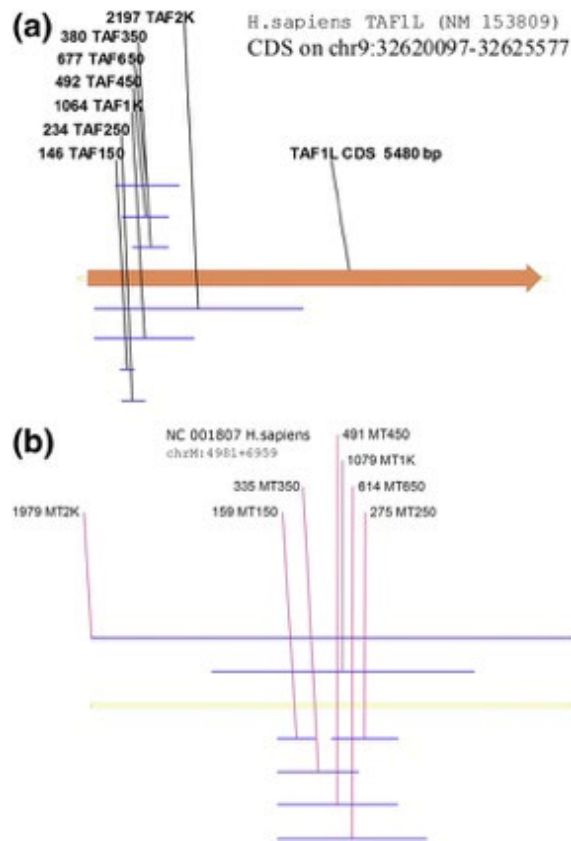 (a)
2197 TAF2K
380 TAF350
677 TAF650
492 TAF450
1064 TAF1K
234 TAF250
146 TAF150
H.sapiens TAF1L (NM 153809)
CDS on chr9:32620097-32625577
TAF1L CDS 5480 bp
(b)
NC 001807 H.sapiens
chrM:4981+6959
491 MT450
1079 MT1K
335 MT350
614 MT650
1979 MT2K
159 MT150
275 MT250